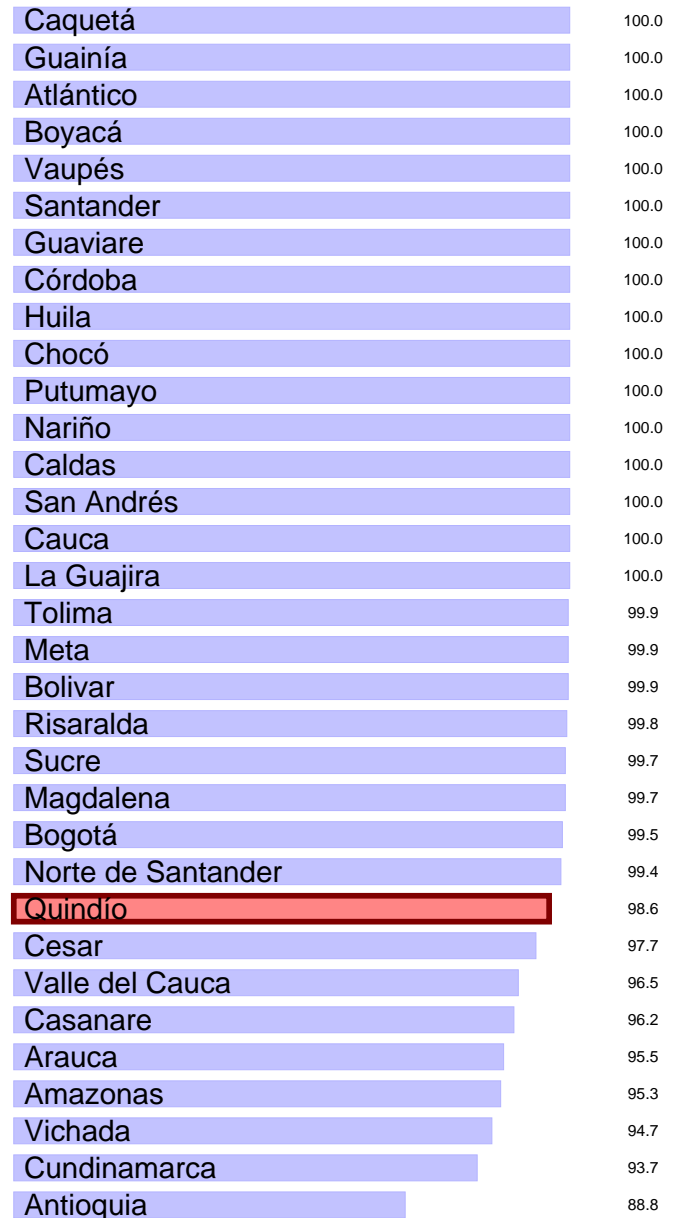 Caquetá 100.0
Guainía 100.0
Atlántico 100.0
Boyacá 100.0
Vaupés 100.0
Santander 100.0
Guaviare 100.0
Córdoba 100.0
Huila 100.0
Chocó 100.0
Putumayo 100.0
Nariño 100.0
Caldas 100.0
San Andrés 100.0
Cauca 100.0
La Guajira 100.0
Tolima 99.9
Meta 99.9
Bolivar 99.9
Risaralda 99.8
Sucre 99.7
Magdalena 99.7
Bogotá 99.5
Norte de Santander 99.4
Quindío 98.6
Cesar 97.7
Valle del Cauca 96.5
Casanare 96.2
Arauca 95.5
Amazonas 95.3
Vichada 94.7
Cundinamarca 93.7
Antioquia 88.8